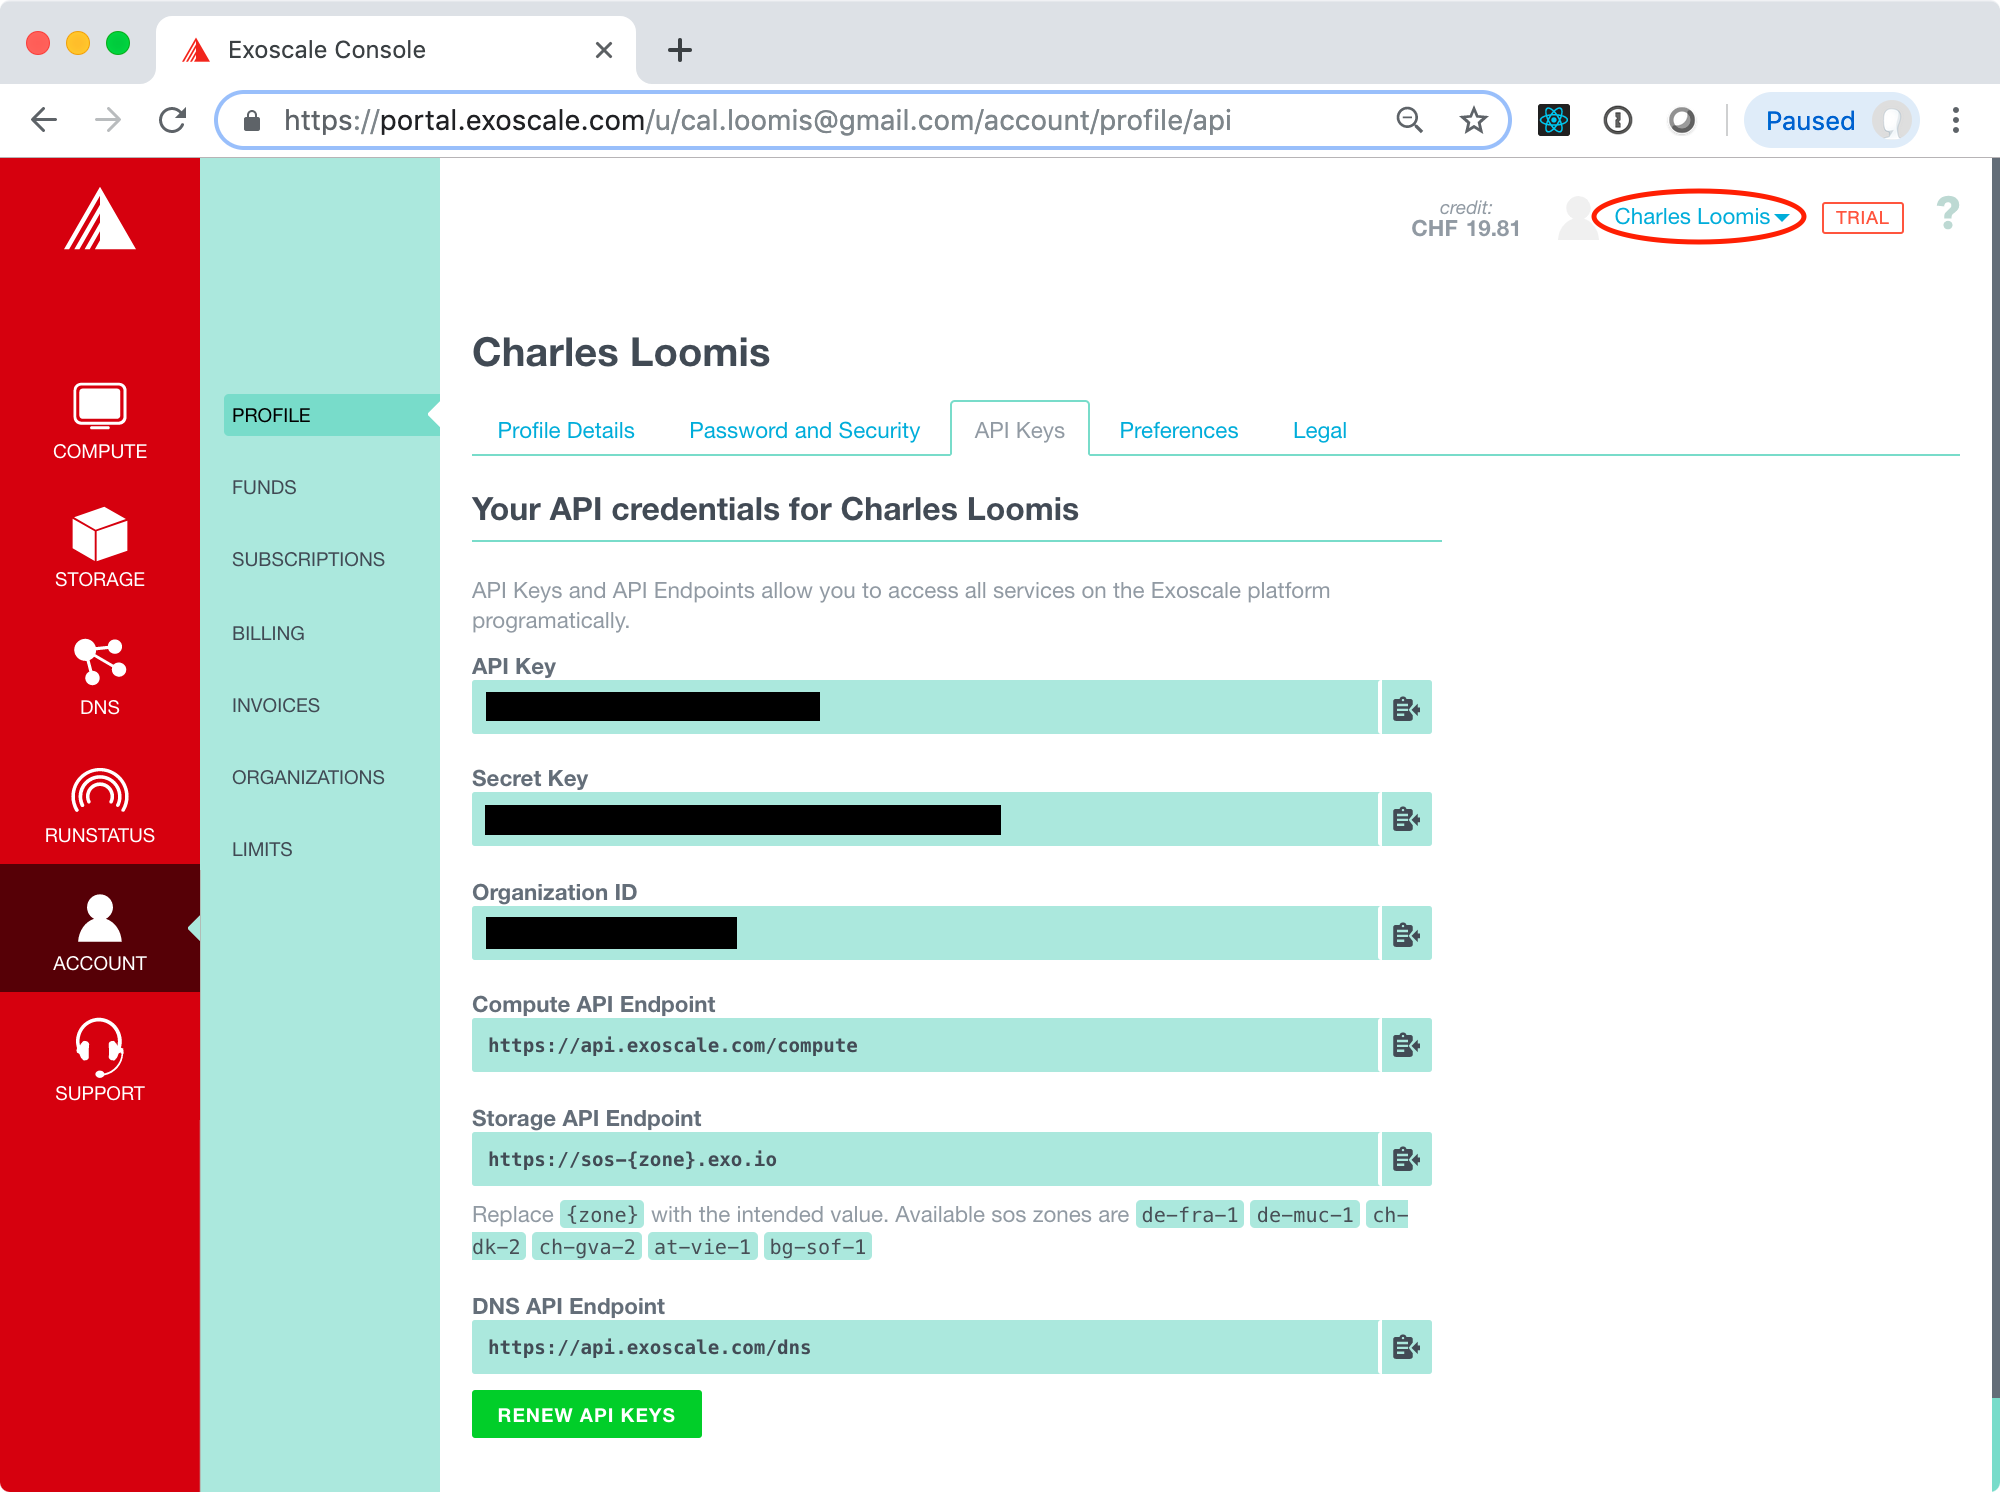 Exoscale Console
https://portal.exoscale.com/u/cal.loomis@gmail.com/account/profile/api
Paused
credit:
CHF 19.81
Charles Loomis
TRIAL
?
COMPUTE
STORAGE
DNS
RUNSTATUS
ACCOUNT
SUPPORT
PROFILE
FUNDS
SUBSCRIPTIONS
BILLING
INVOICES
ORGANIZATIONS
LIMITS
Charles Loomis
Profile Details Password and Security API Keys Preferences Legal
Your API credentials for Charles Loomis
API Keys and API Endpoints allow you to access all services on the Exoscale platform
programatically.
API Key
Secret Key
Organization ID
Compute API Endpoint
https://api.exoscale.com/compute
Storage API Endpoint
https://sos-{zone}.exo.io
Replace {zone} with the intended value. Available sos zones are de-fra-1 de-muc-1 ch-
dk-2 ch-gva-2 at-vie-1 bg-sof-1
DNS API Endpoint
https://api.exoscale.com/dns
RENEW API KEYS